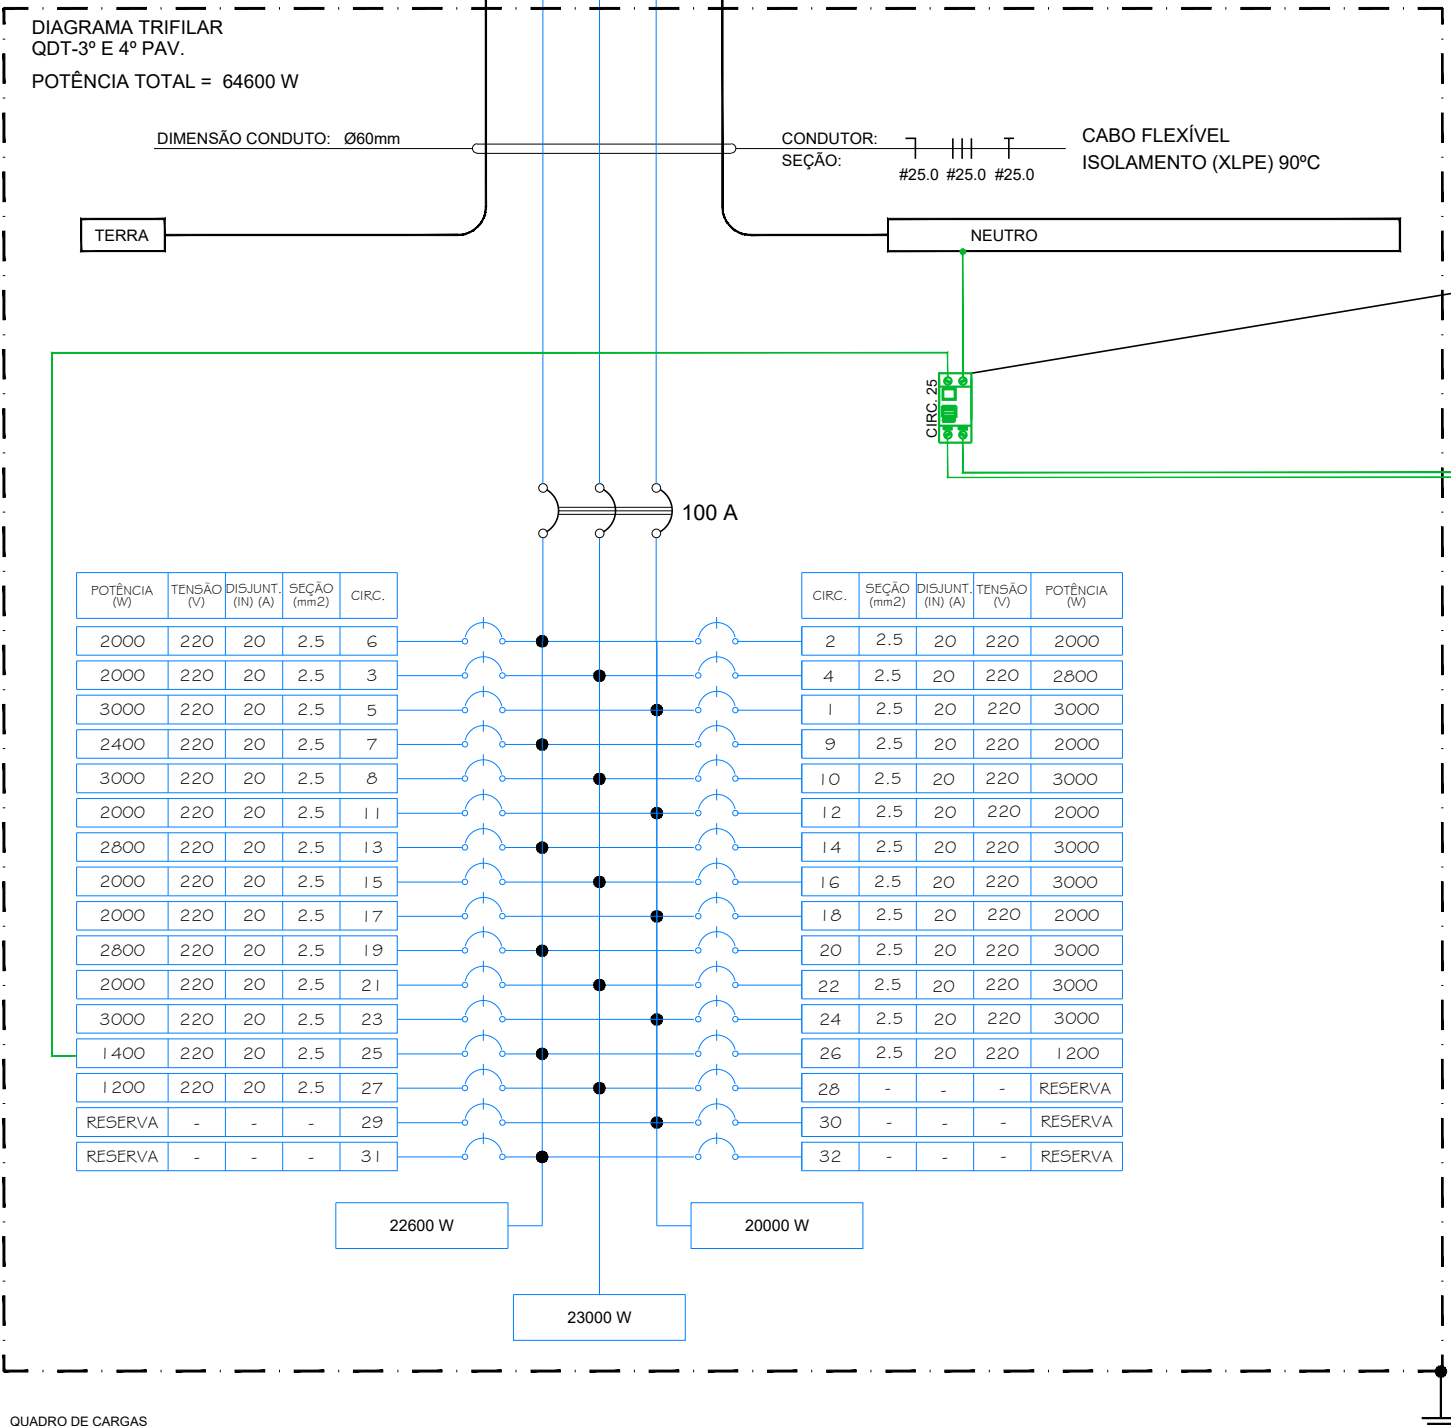 DIAGRAMA TRIFILAR
QDT-3º E 4º PAV.
POTÊNCIA TOTAL = 64600 W
DIMENSÃO CONDUTO: Ø60mm
CONDUTOR:
SEÇÃO:
#25.0 #25.0 #25.0
CABO FLEXÍVEL
ISOLAMENTO (XLPE) 90ºC
TERRA
NEUTRO
CIRC. 25
100 A
POTÊNCIA (W) TENSÃO (V) DISJUNT. (IN) (A) SEÇÃO (mm2) CIRC.
2000 220 20 2.5 6
2000 220 20 2.5 3
3000 220 20 2.5 5
2400 220 20 2.5 7
3000 220 20 2.5 8
2000 220 20 2.5 11
2800 220 20 2.5 13
2000 220 20 2.5 15
2000 220 20 2.5 17
2800 220 20 2.5 19
2000 220 20 2.5 21
3000 220 20 2.5 23
1400 220 20 2.5 25
1200 220 20 2.5 27
RESERVA - - - 29
RESERVA - - - 31
CIRC. SEÇÃO (mm2) DISJUNT. (IN) (A) TENSÃO (V) POTÊNCIA (W)
2 2.5 20 220 2000
4 2.5 20 220 2800
1 2.5 20 220 3000
9 2.5 20 220 2000
10 2.5 20 220 3000
12 2.5 20 220 2000
14 2.5 20 220 3000
16 2.5 20 220 3000
18 2.5 20 220 2000
20 2.5 20 220 3000
22 2.5 20 220 3000
24 2.5 20 220 3000
26 2.5 20 220 1200
28 - - - RESERVA
30 - - - RESERVA
32 - - - RESERVA
22600 W
20000 W
23000 W
QUADRO DE CARGAS